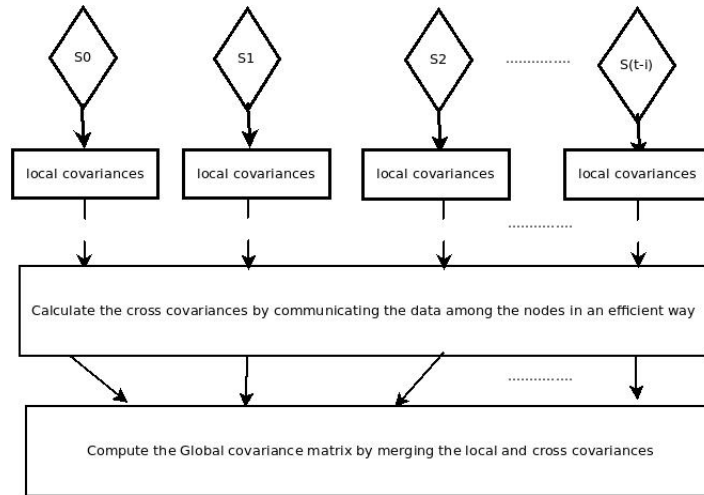 S0
S1
S2
................
S(t-i)
local covariances
local covariances
local covariances
local covariances
................
Calculate the cross covariances by communicating the data among the nodes in an efficient way
................
Compute the Global covariance matrix by merging the local and cross covariances